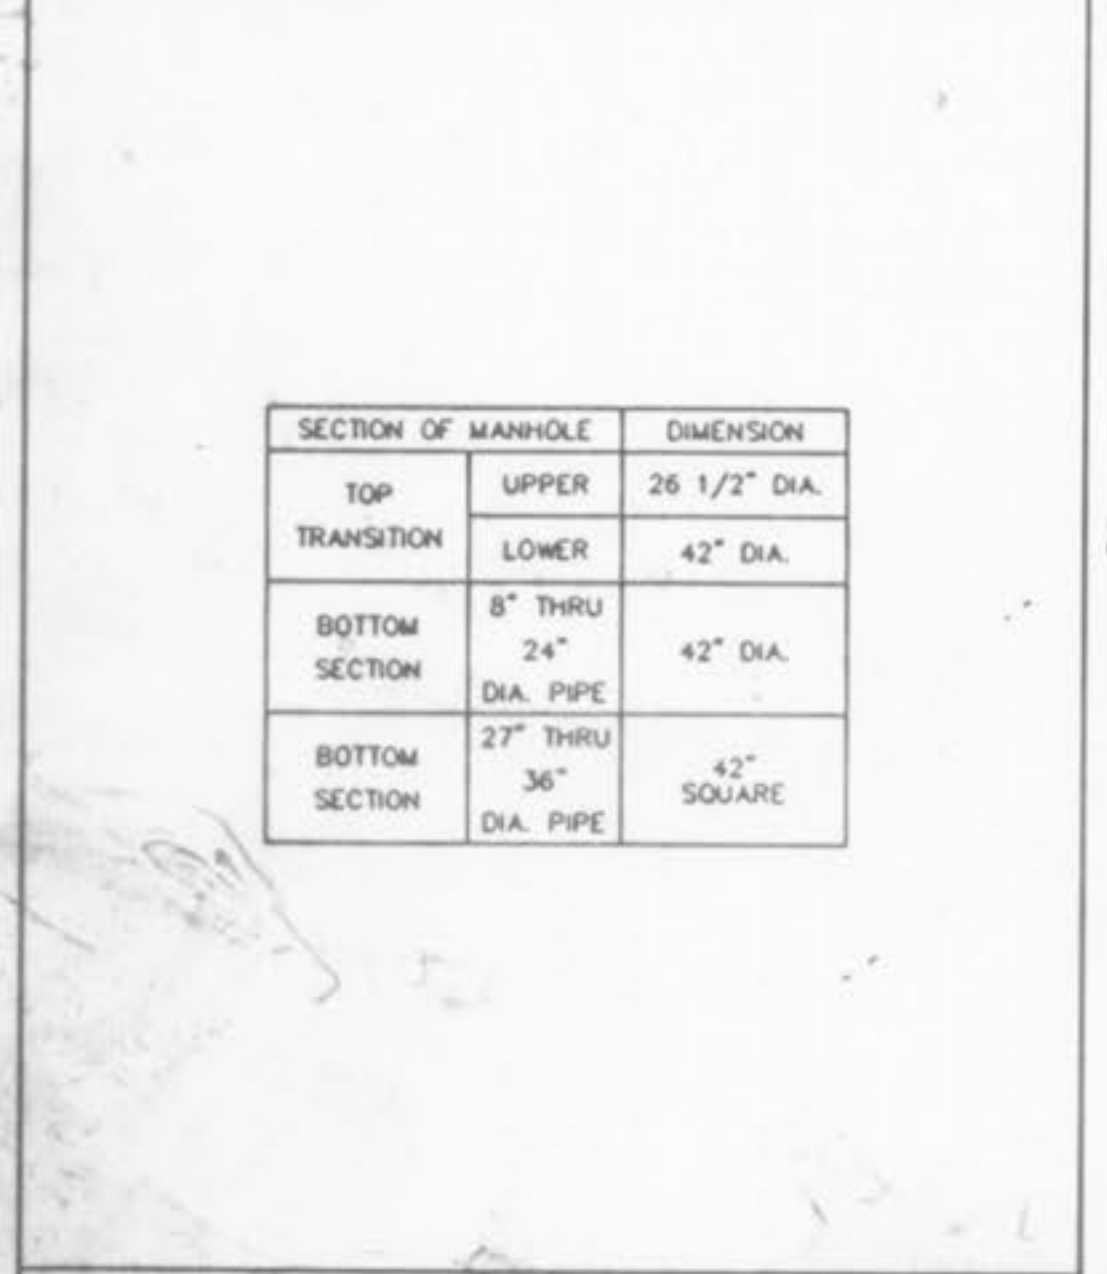 SECTION OF MANHOLE DIMENSION
TOP
TRANSITION
UPPER 26 1/2" DIA.
LOWER 42" DIA.
BOTTOM
SECTION
8" THRU
24"
DIA. PIPE
42" DIA.
BOTTOM
SECTION
27" THRU
36"
DIA. PIPE
42"
SQUARE